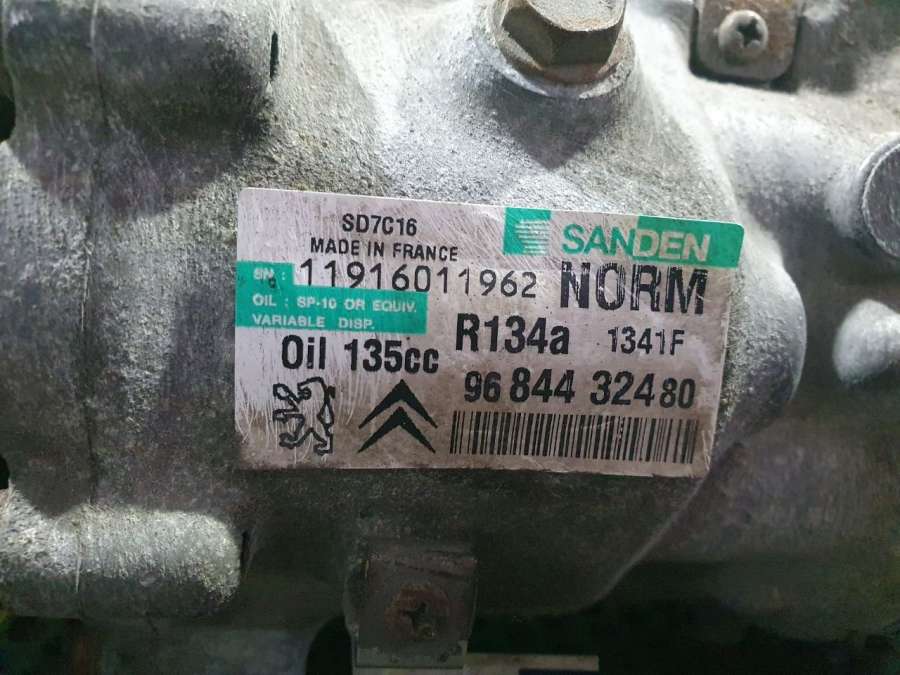 SD7C16
MADE IN FRANCE
SANDEN
SN : 11916011962
NORM
OIL : SP-10 OR EQUIV.
VARIABLE DISP.
R134a 1341F
Oil 135cc
96 844 324 80